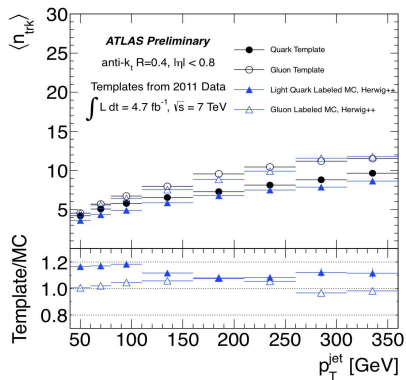 ⟨n_trk⟩
30
25
20
15
10
5
ATLAS Preliminary
anti-k_t R=0.4, |η| < 0.8
Templates from 2011 Data
∫ L dt = 4.7 fb⁻¹, √s = 7 TeV
Quark Template
Gluon Template
Light Quark Labeled MC, Herwig++
Gluon Labeled MC, Herwig++
Template/MC
1.2
1.0
0.8
50 100 150 200 250 300 350
p_T^jet [GeV]